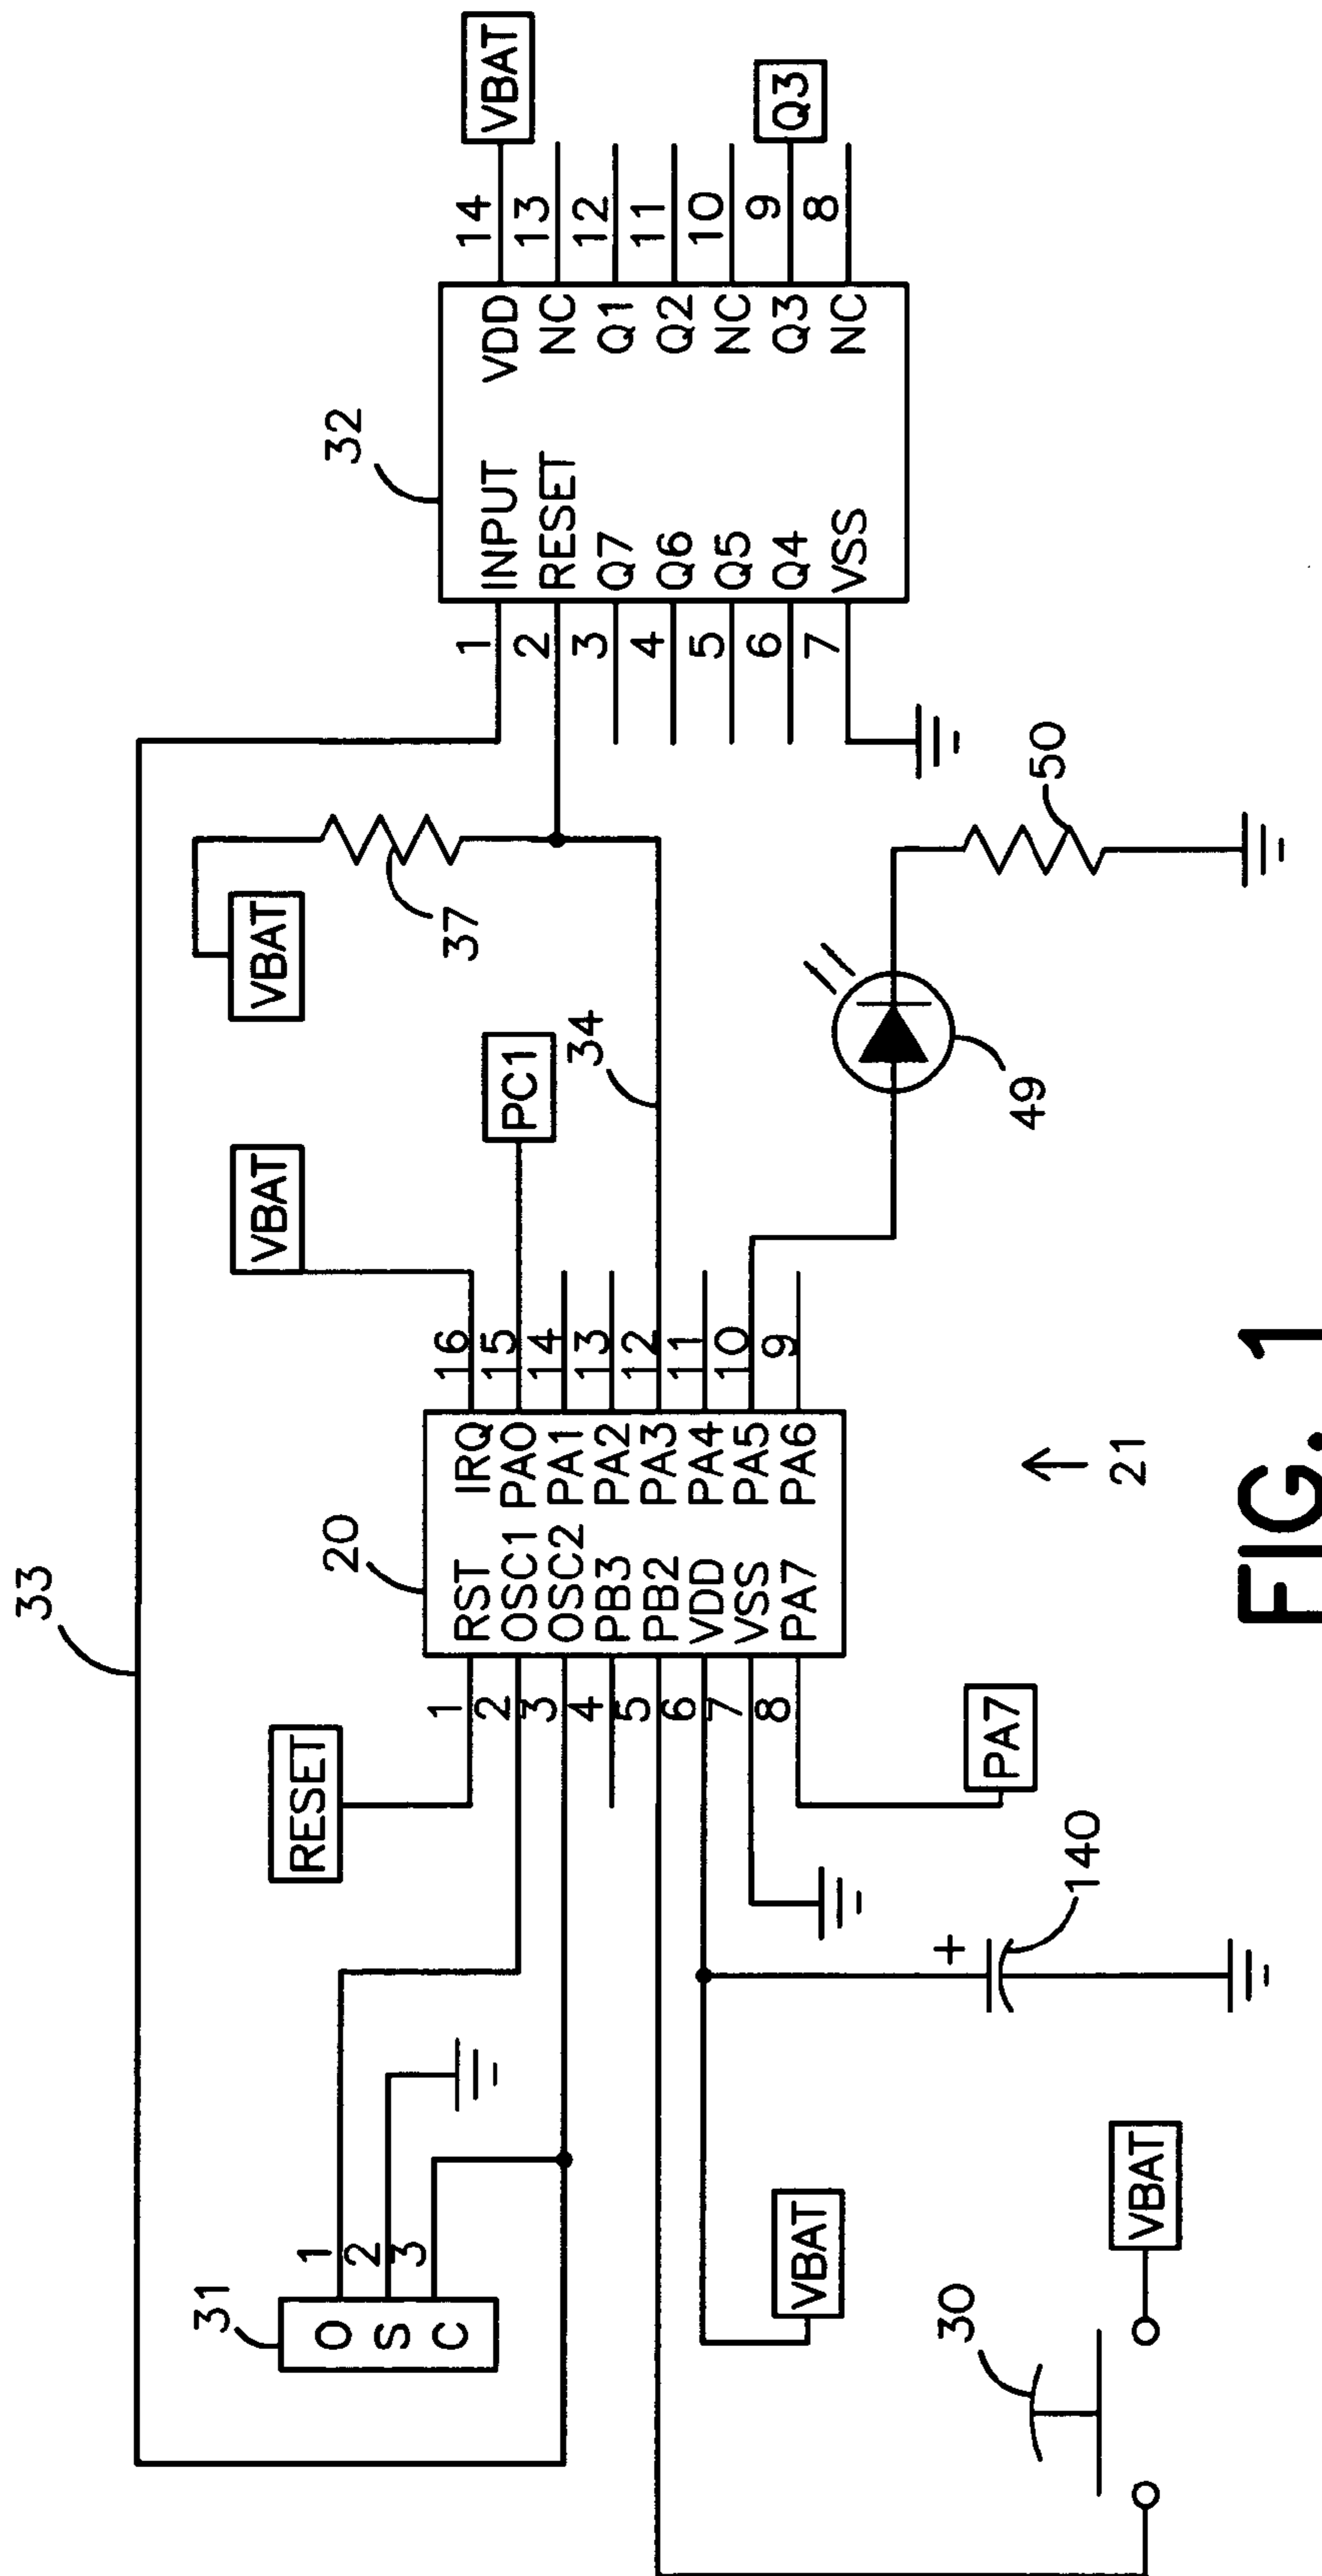 33
31
O
S
C
1
2
3
RESET
20
VBAT
VBAT
37
32
VBAT
1
2
3
4
5
6
7
8
RST
OSC1
OSC2
PB3
PB2
VDD
VSS
PA7
IRQ
PA0
PA1
PA2
PA3
PA4
PA5
PA6
16
15
14
13
12
11
10
9
PC1
34
1
2
3
4
5
6
7
INPUT
RESET
Q7
Q6
Q5
Q4
VSS
VDD
NC
Q1
Q2
NC
Q3
NC
14
13
12
11
10
9
8
Q3
VBAT
30
VBAT
+
140
PA7
21
49
50
FIG. 1